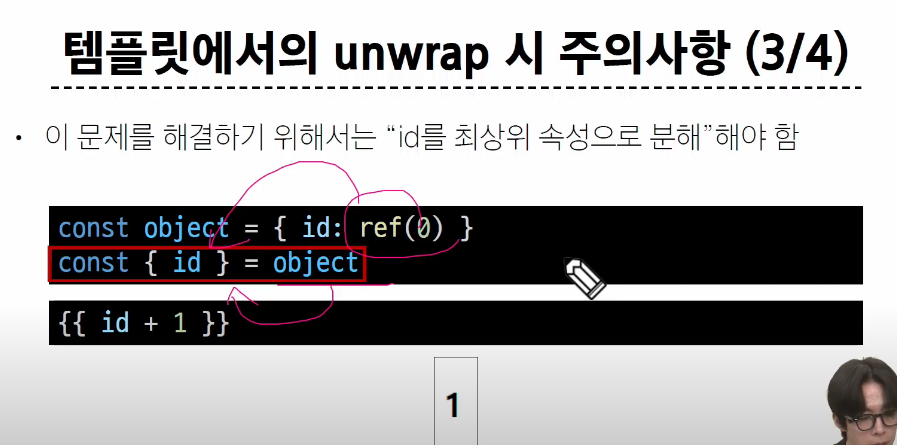 템플릿에서의 unwrap 시 주의사항 (3/4)
• 이 문제를 해결하기 위해서는 “id를 최상위 속성으로 분해”해야 함
const object = { id: ref(0) }
const { id } = object
{{ id + 1 }}
1